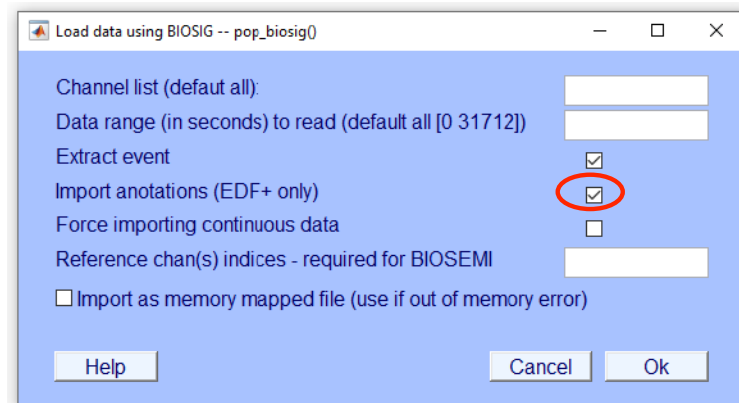 Load data using BIOSIG -- pop_biosig()
Channel list (defaut all):
Data range (in seconds) to read (default all [0 31712])
Extract event
Import anotations (EDF+ only)
Force importing continuous data
Reference chan(s) indices - required for BIOSEMI
Import as memory mapped file (use if out of memory error)
Help Cancel Ok